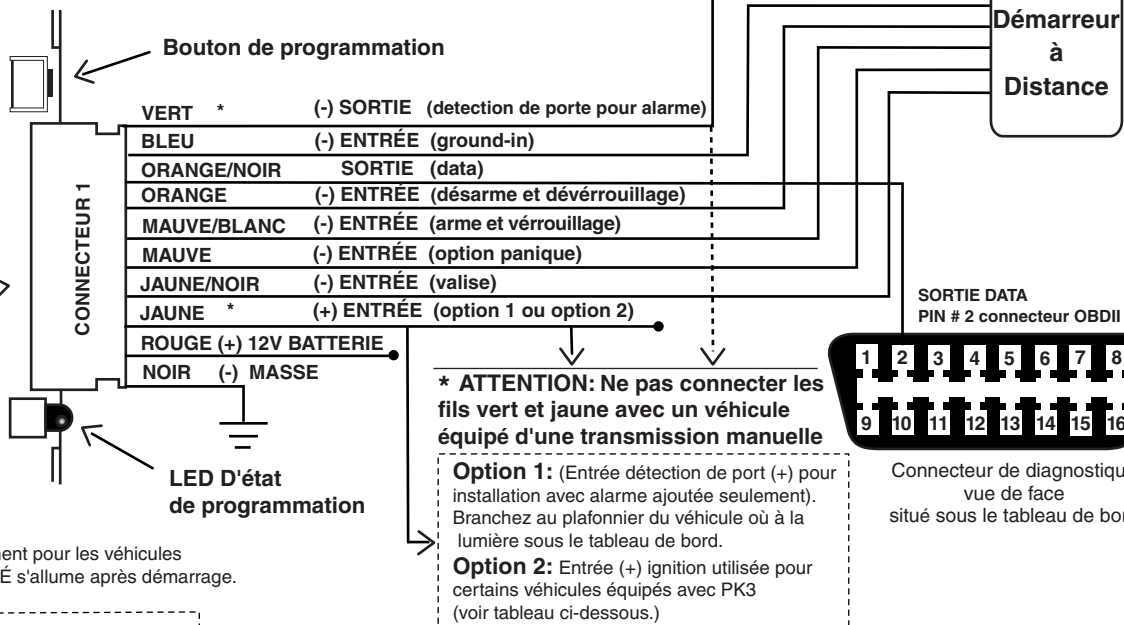 Démarreur
à
Distance
Bouton de programmation
CONNECTEUR 1
VERT * (-) SORTIE (detection de porte pour alarme)
BLEU (-) ENTRÉE (ground-in)
ORANGE/NOIR SORTIE (data)
ORANGE (-) ENTRÉE (désarme et dévérrouillage)
MAUVE/BLANC (-) ENTRÉE (arme et vérrouillage)
MAUVE (-) ENTRÉE (option panique)
JAUNE/NOIR (-) ENTRÉE (valise)
JAUNE * (+) ENTRÉE (option 1 ou option 2)
ROUGE (+) 12V BATTERIE
NOIR (-) MASSE
SORTIE DATA
PIN # 2 connecteur OBDII
1 2 3 4 5 6 7 8
9 10 11 12 13 14 15 16
Connecteur de diagnostiqu
vue de face
situé sous le tableau de bor
* ATTENTION: Ne pas connecter les
fils vert et jaune avec un véhicule
équipé d'une transmission manuelle
LED D'état
de programmation
Option 1: (Entrée détection de port (+) pour
installation avec alarme ajoutée seulement).
Branchez au plafonnier du véhicule où à la
lumière sous le tableau de bord.
Option 2: Entrée (+) ignition utilisée pour
certains véhicules équipés avec PK3
(voir tableau ci-dessous.)
ent pour les véhicules
É s'allume après démarrage.